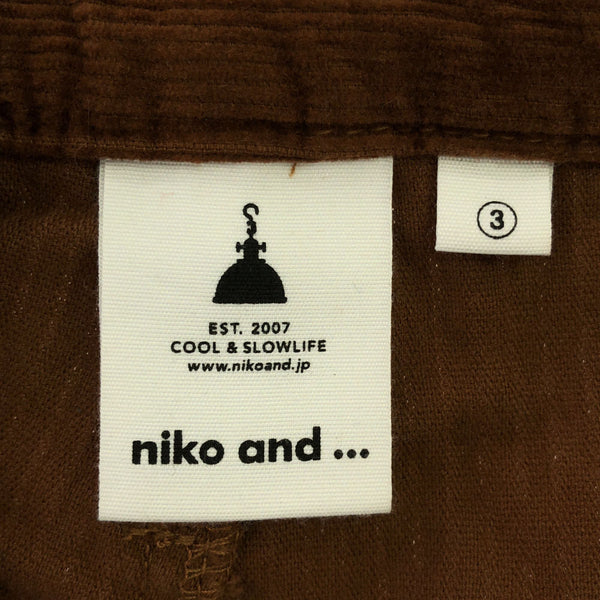 EST. 2007
COOL & SLOWLIFE
www.nikoand.jp
niko and ...
3